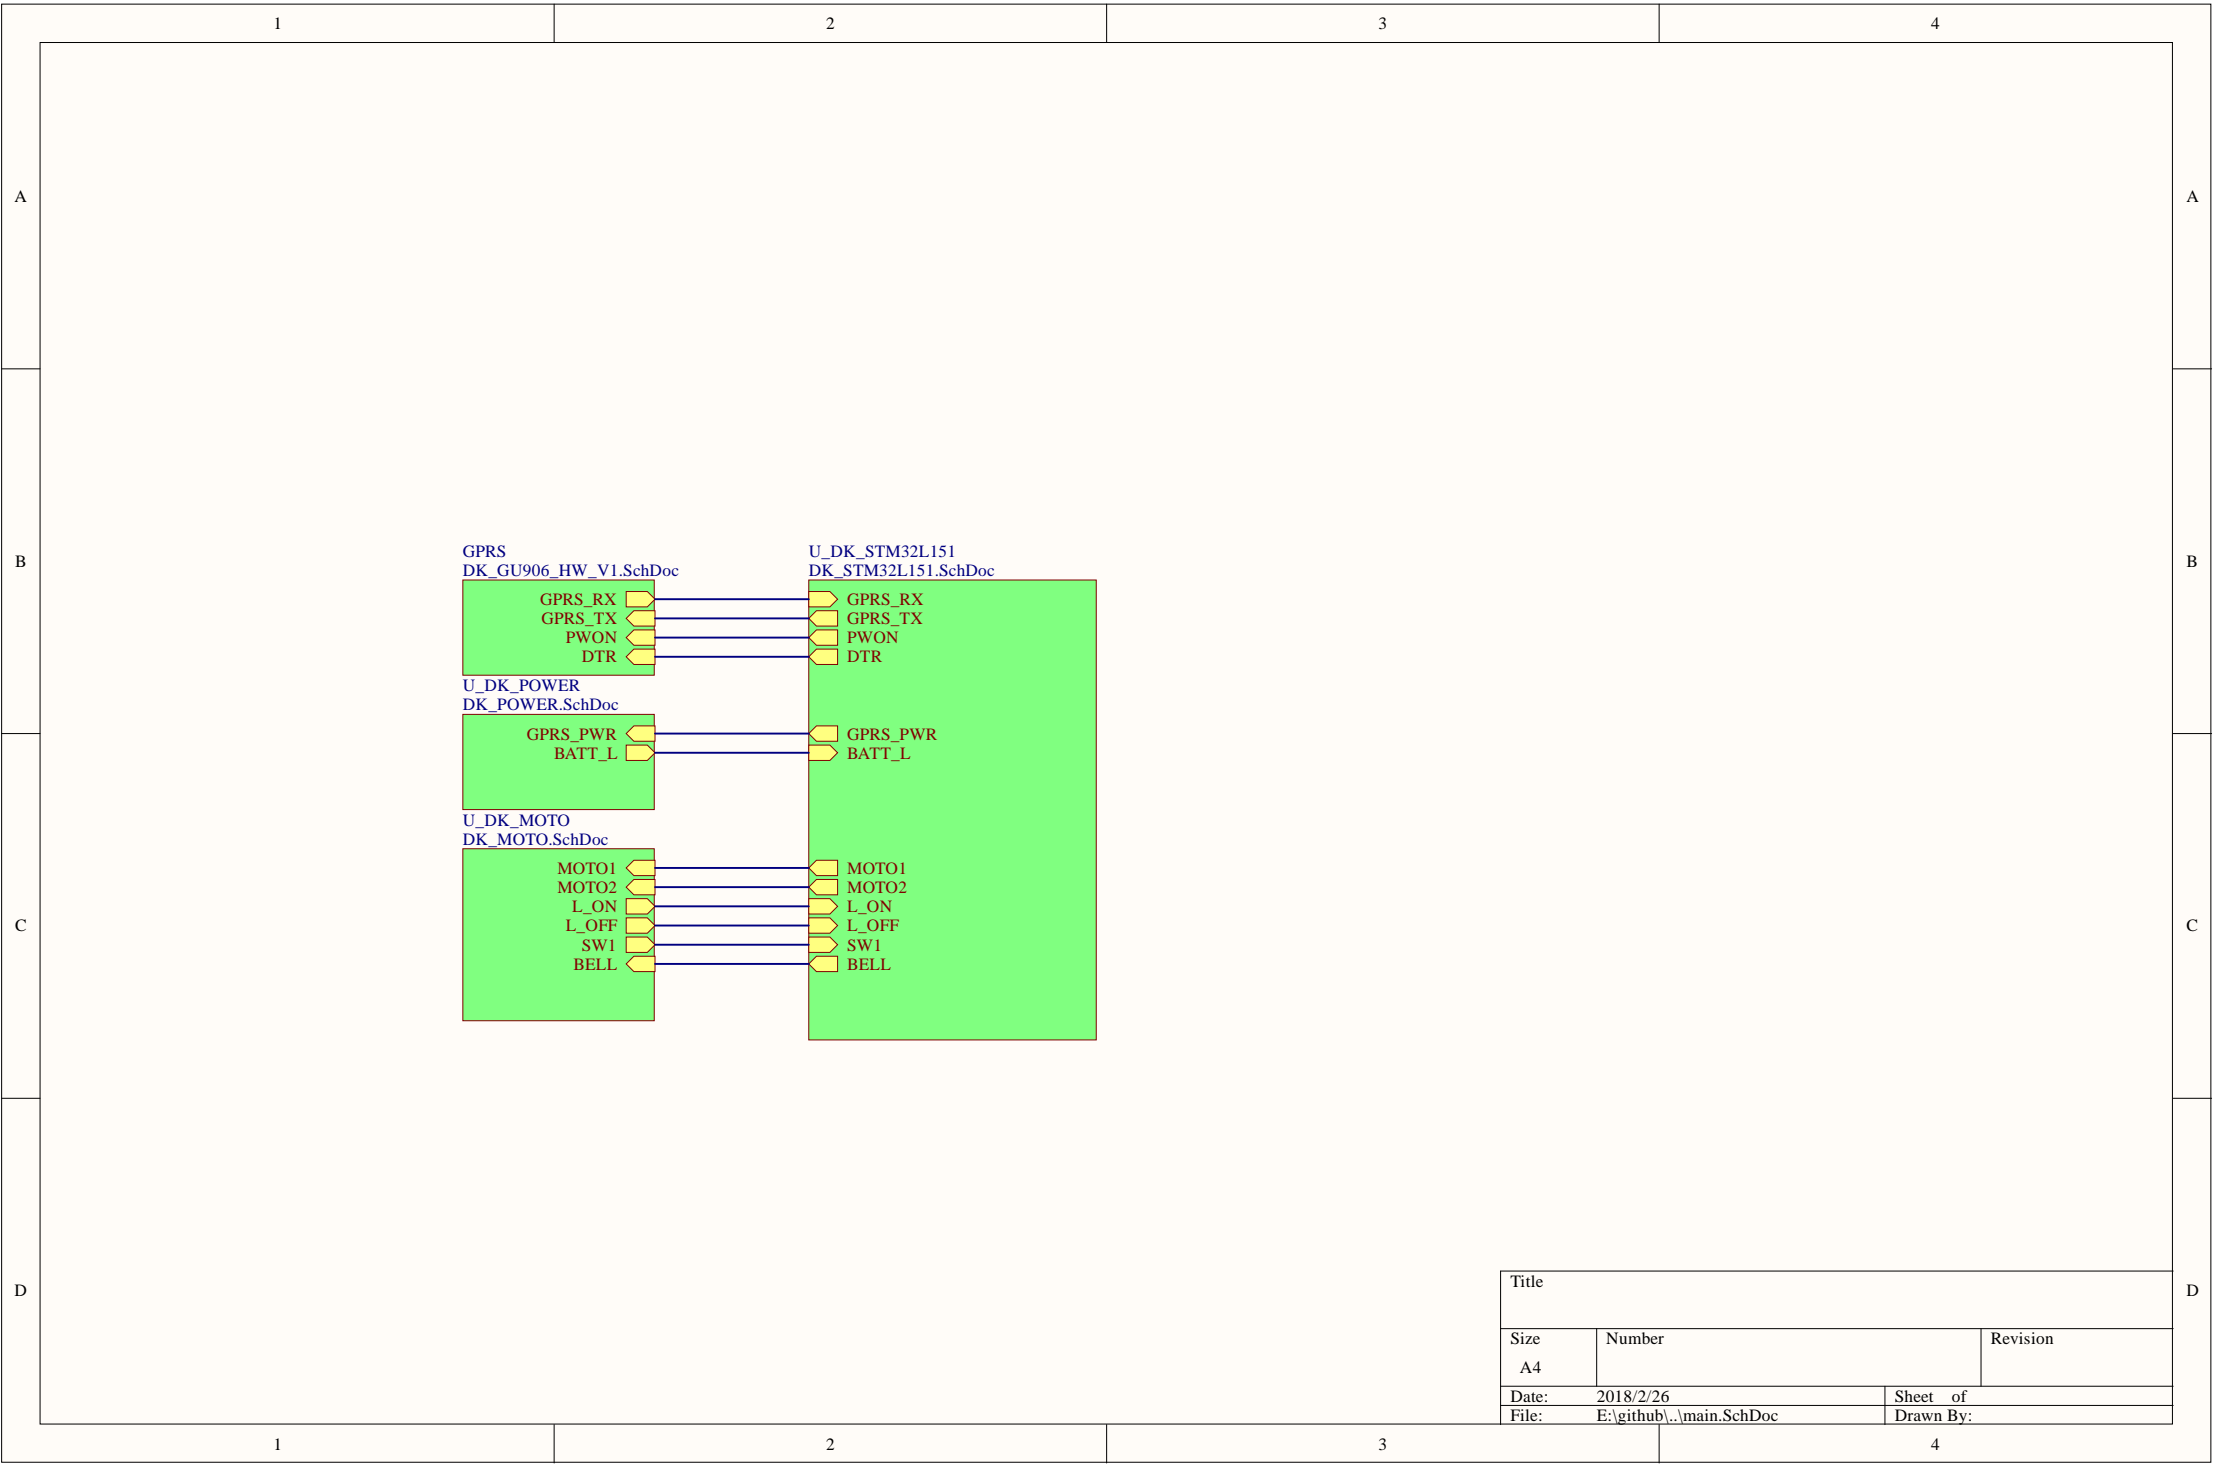 1 2 3 4
A A
B B
GPRS
DK_GU906_HW_V1.SchDoc
GPRS_RX
GPRS_TX
PWON
DTR
U_DK_STM32L151
DK_STM32L151.SchDoc
GPRS_RX
GPRS_TX
PWON
DTR
GPRS_PWR
BATT_L
MOTO1
MOTO2
L_ON
L_OFF
SW1
BELL
U_DK_POWER
DK_POWER.SchDoc
GPRS_PWR
BATT_L
U_DK_MOTO
DK_MOTO.SchDoc
MOTO1
MOTO2
L_ON
L_OFF
SW1
BELL
C C
D D
Title
Size Number Revision
A4
Date: 2018/2/26 Sheet of
File: E:\github\..\main.SchDoc Drawn By:
1 2 3 4